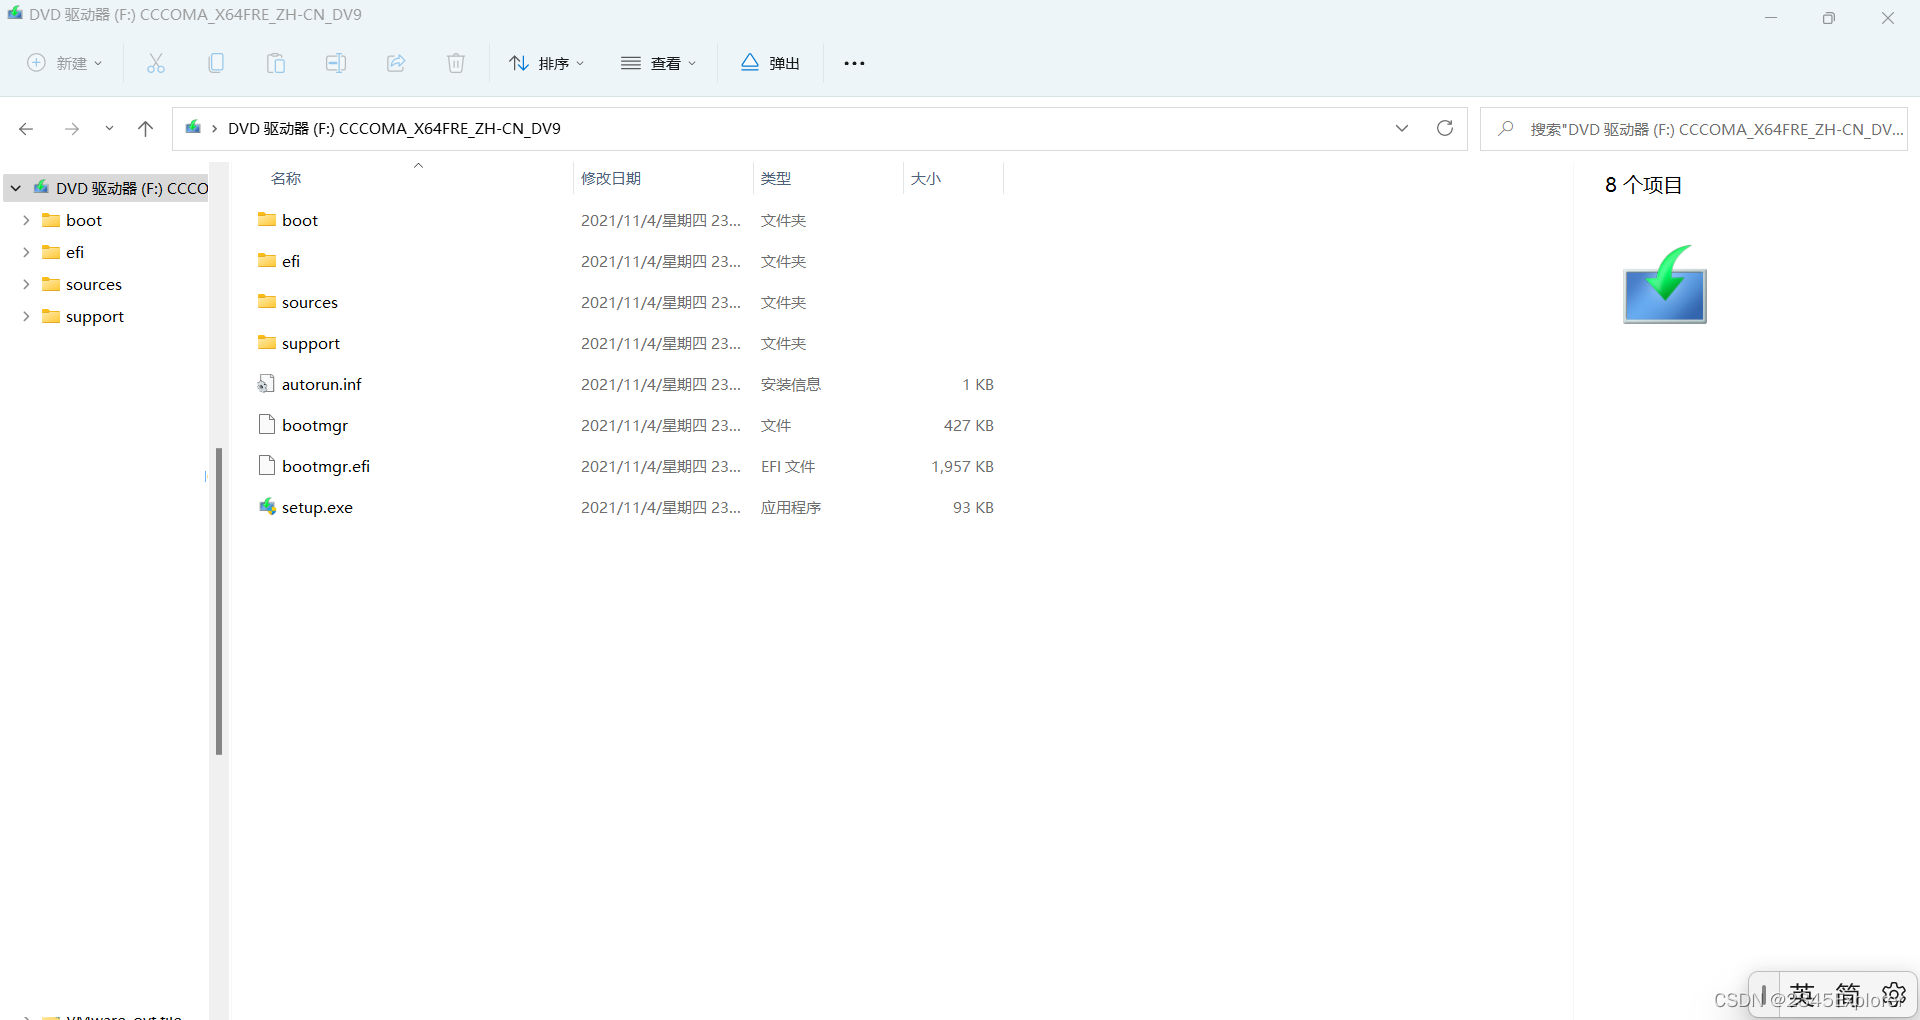 DVD 驱动器 (F:) CCCOMA_X64FRE_ZH-CN_DV9
新建
排序
查看
弹出
DVD 驱动器 (F:) CCCOMA_X64FRE_ZH-CN_DV9
搜索"DVD 驱动器 (F:) CCCOMA_X64FRE_ZH-CN_DV...
DVD 驱动器 (F:) CCCO
boot
efi
sources
support
名称 修改日期 类型 大小
boot 2021/11/4/星期四 23... 文件夹
efi 2021/11/4/星期四 23... 文件夹
sources 2021/11/4/星期四 23... 文件夹
support 2021/11/4/星期四 23... 文件夹
autorun.inf 2021/11/4/星期四 23... 安装信息 1 KB
bootmgr 2021/11/4/星期四 23... 文件 427 KB
bootmgr.efi 2021/11/4/星期四 23... EFI 文件 1,957 KB
setup.exe 2021/11/4/星期四 23... 应用程序 93 KB
8 个项目
英 简
CSDN